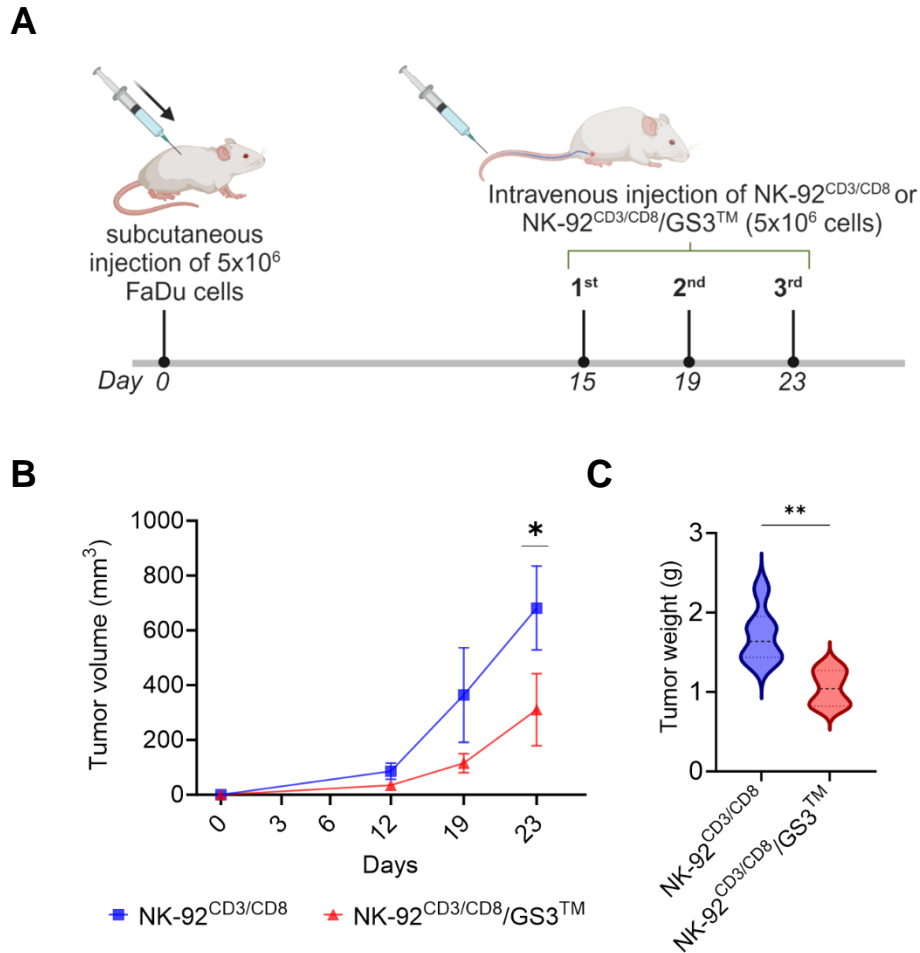 A
subcutaneous
injection of 5x10⁶
FaDu cells
Intravenous injection of NK-92ᶜᴰ³/ᶜᴰ⁸ or
NK-92ᶜᴰ³/ᶜᴰ⁸/GS3™ (5x10⁶ cells)
1ˢᵗ 2ⁿᵈ 3ʳᵈ
Day 0 15 19 23
B
Tumor volume (mm³)
1000
800
600
400
200
0
*
0 3 6 12 19 23
Days
NK-92ᶜᴰ³/ᶜᴰ⁸ NK-92ᶜᴰ³/ᶜᴰ⁸/GS3™
C
Tumor weight (g)
3
2
1
0
**
NK-92ᶜᴰ³/ᶜᴰ⁸
NK-92ᶜᴰ³/ᶜᴰ⁸/GS3™